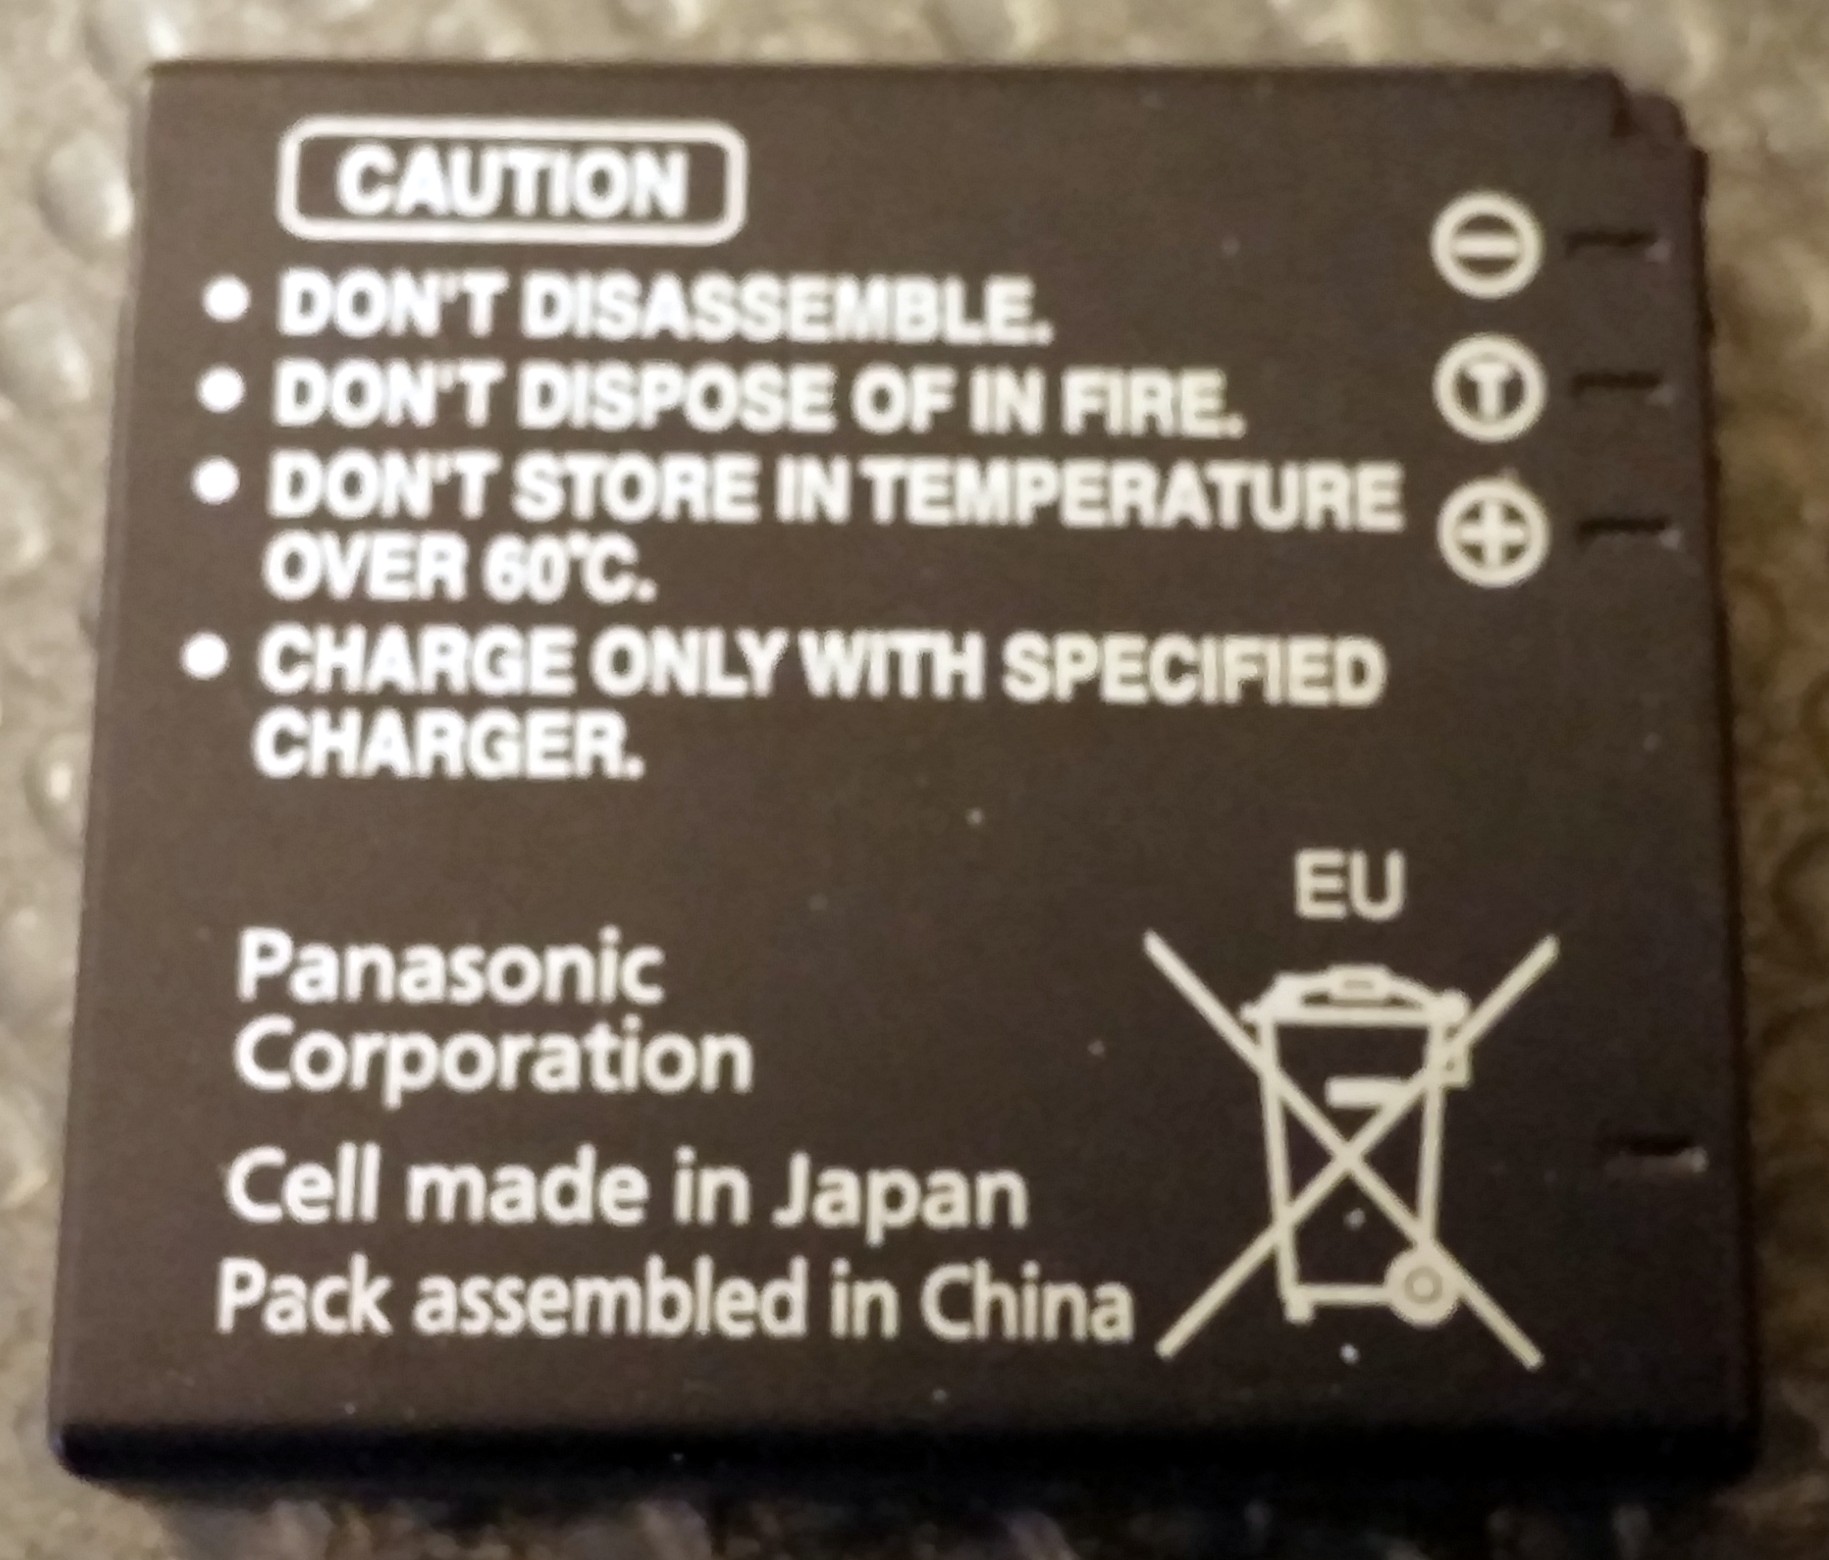 CAUTION
● DON'T DISASSEMBLE.
● DON'T DISPOSE OF IN FIRE.
● DON'T STORE IN TEMPERATURE
OVER 60°C.
● CHARGE ONLY WITH SPECIFIED
CHARGER.
⊖
Ⓣ
⊕
EU
Panasonic
Corporation
Cell made in Japan
Pack assembled in China